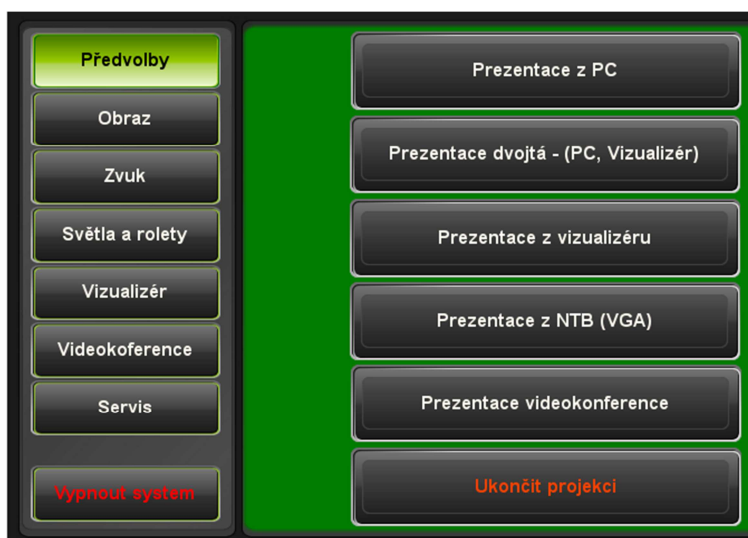 Předvolby
Obraz
Zvuk
Světla a rolety
Vizualizér
Videokoference
Servis
Vypnout system
Prezentace z PC
Prezentace dvojtá - (PC, Vizualizér)
Prezentace z vizualizéru
Prezentace z NTB (VGA)
Prezentace videokonference
Ukončit projekci